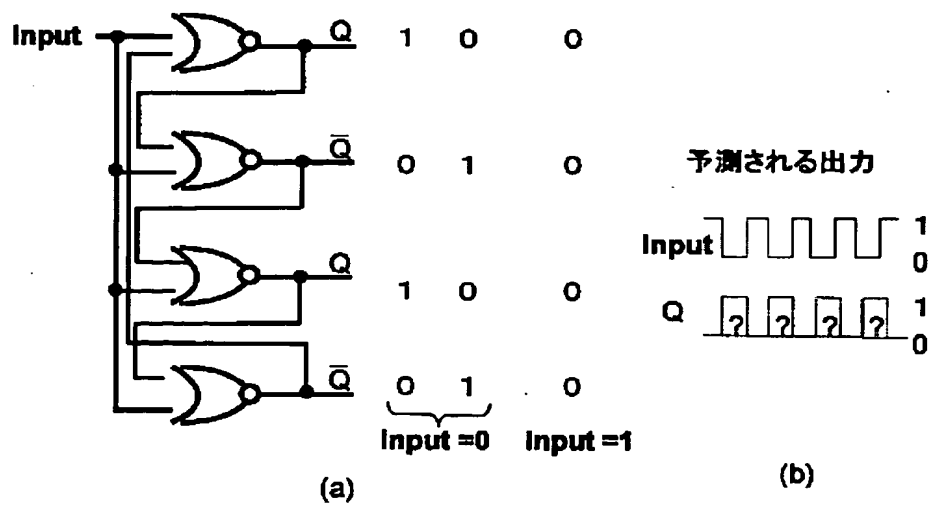 Input Q 1 0 0
Q̅ 0 1 0
Q 1 0 0
Q̅ 0 1 0
Input =0 Input =1
(a)
予測される出力
Input 1
0
Q ? ? ? ? 1
0
(b)